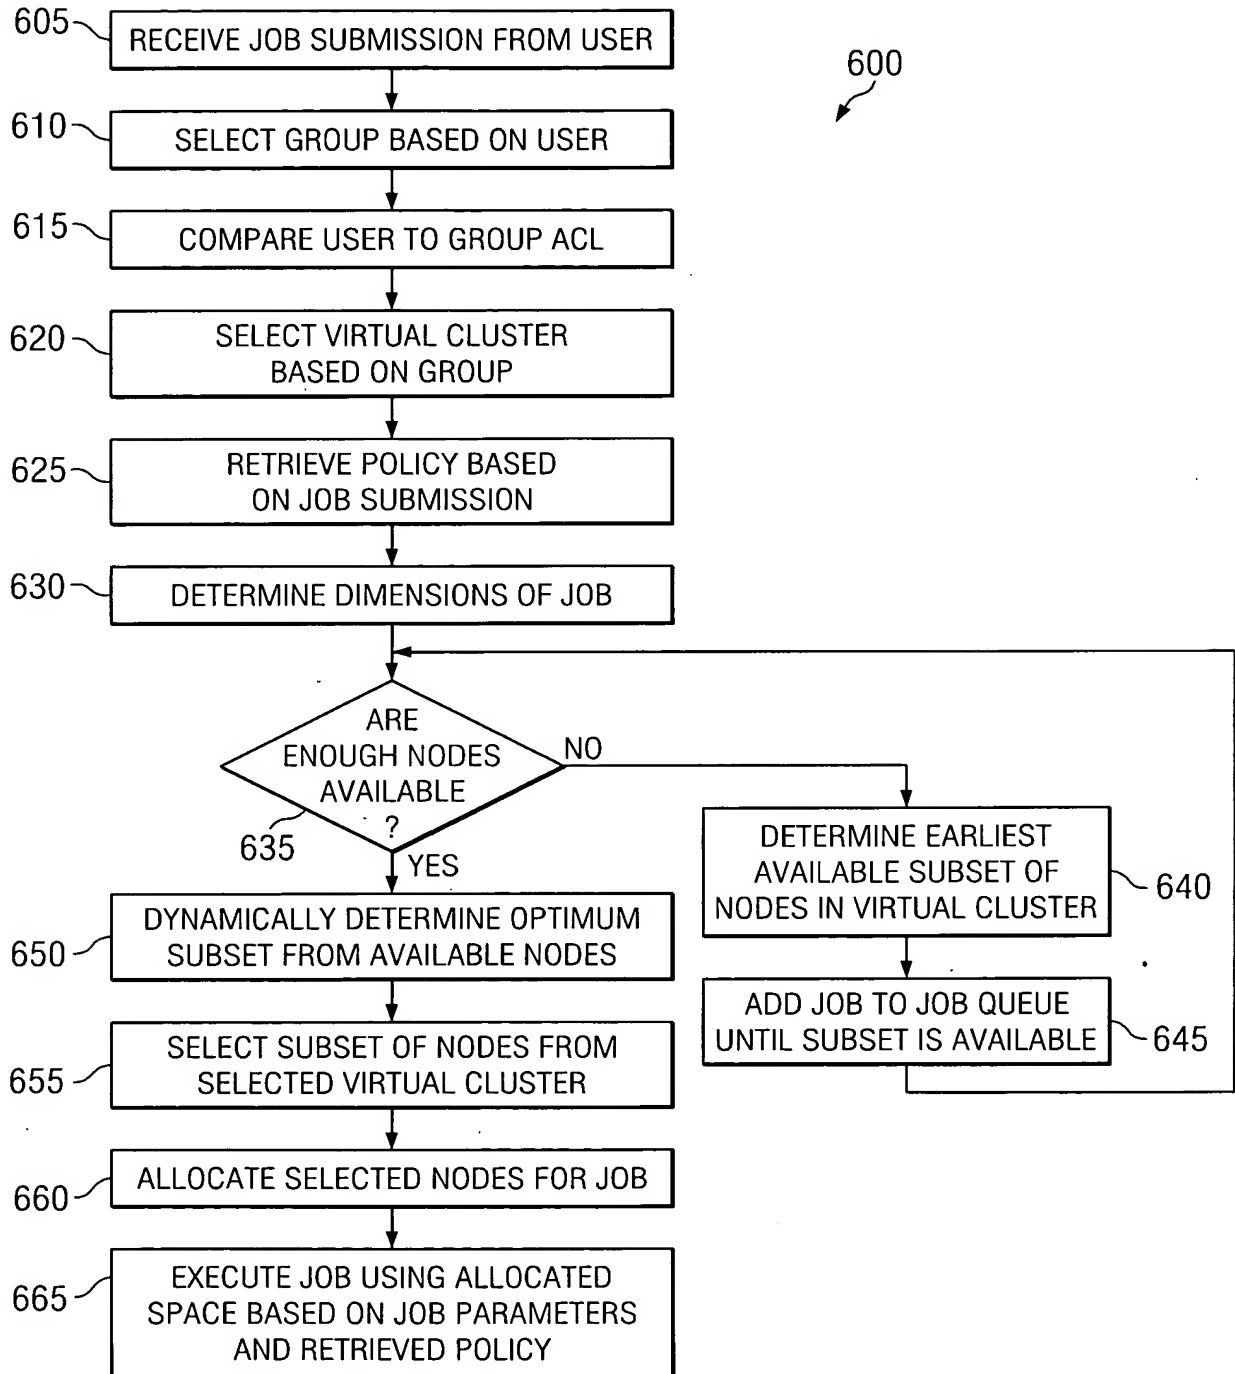 605
RECEIVE JOB SUBMISSION FROM USER
600
610
SELECT GROUP BASED ON USER
615
COMPARE USER TO GROUP ACL
620
SELECT VIRTUAL CLUSTER
BASED ON GROUP
625
RETRIEVE POLICY BASED
ON JOB SUBMISSION
630
DETERMINE DIMENSIONS OF JOB
ARE
ENOUGH NODES
AVAILABLE
?
635
NO
YES
DETERMINE EARLIEST
AVAILABLE SUBSET OF
NODES IN VIRTUAL CLUSTER
640
ADD JOB TO JOB QUEUE
UNTIL SUBSET IS AVAILABLE
645
650
DYNAMICALLY DETERMINE OPTIMUM
SUBSET FROM AVAILABLE NODES
655
SELECT SUBSET OF NODES FROM
SELECTED VIRTUAL CLUSTER
660
ALLOCATE SELECTED NODES FOR JOB
665
EXECUTE JOB USING ALLOCATED
SPACE BASED ON JOB PARAMETERS
AND RETRIEVED POLICY